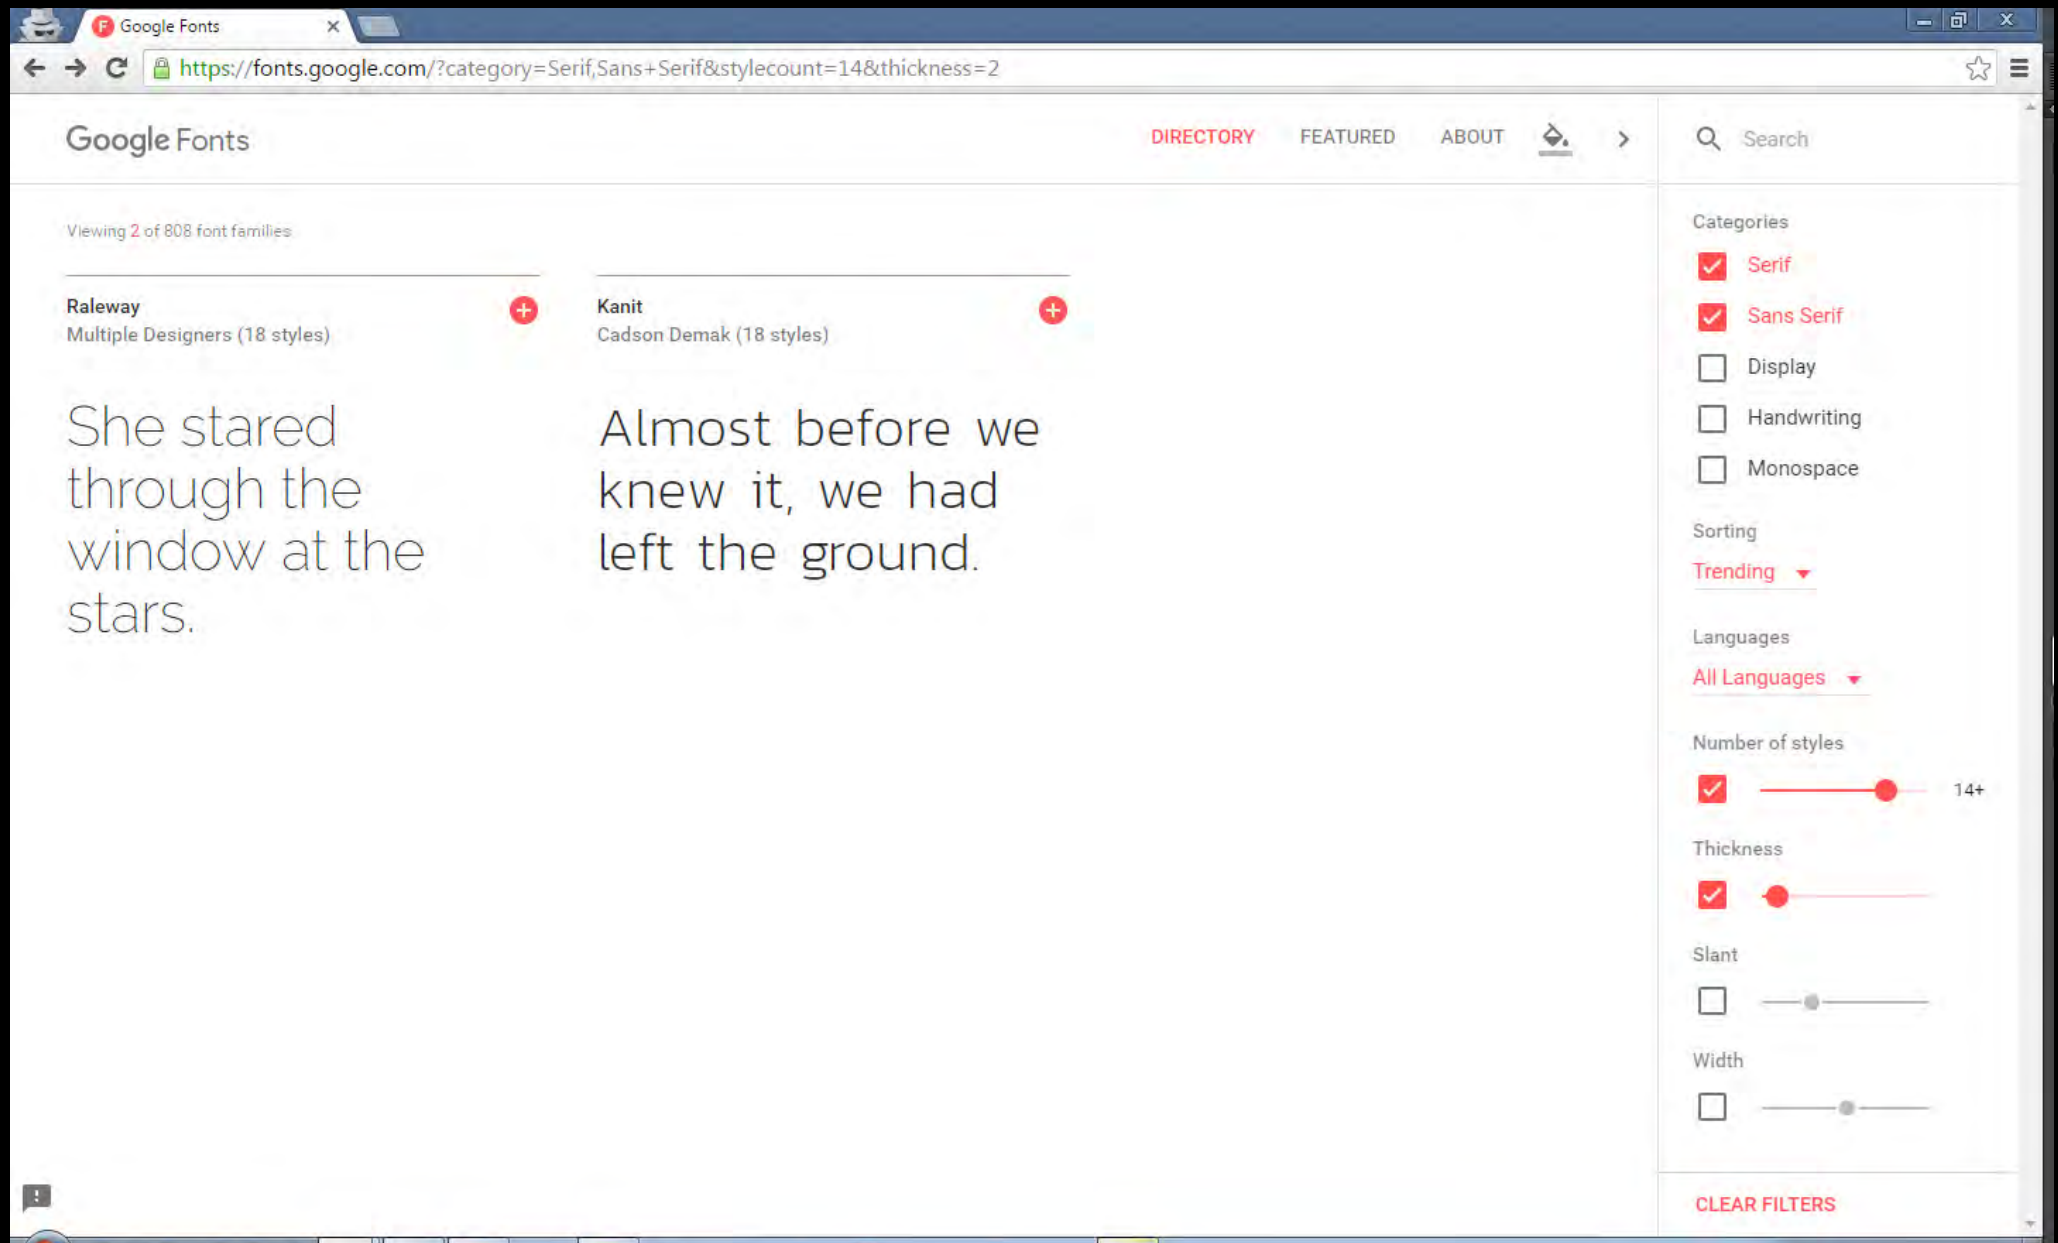 Google Fonts
https://fonts.google.com/?category=Serif,Sans+Serif&stylecount=14&thickness=2
Google Fonts
DIRECTORY
FEATURED
ABOUT
Search
Viewing 2 of 808 font families
Raleway
Multiple Designers (18 styles)
She stared
through the
window at the
stars.
Kanit
Cadson Demak (18 styles)
Almost before we
knew it, we had
left the ground.
Categories
Serif
Sans Serif
Display
Handwriting
Monospace
Sorting
Trending
Languages
All Languages
Number of styles
14+
Thickness
Slant
Width
CLEAR FILTERS